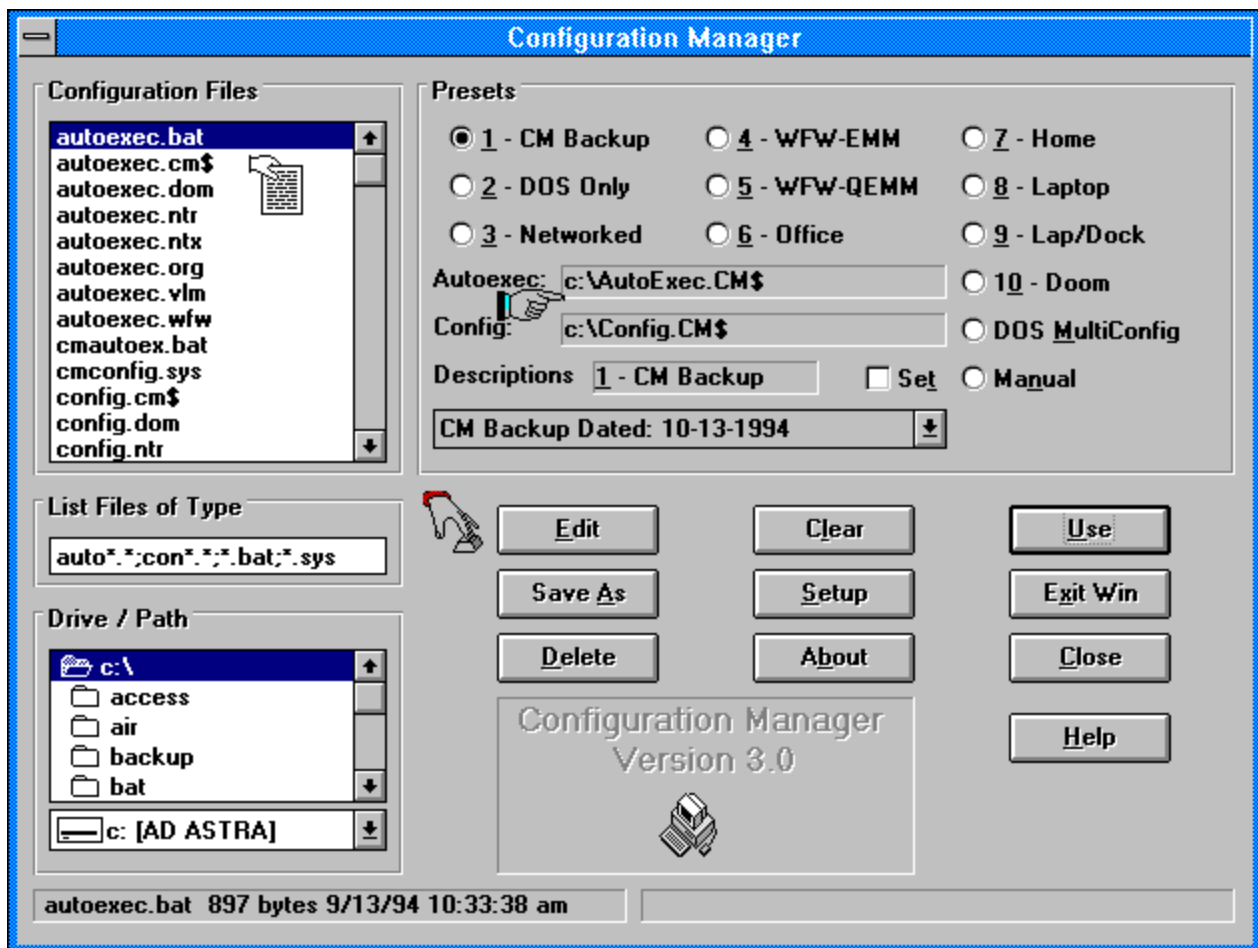 Configuration Manager
Configuration Files
autoexec.bat
autoexec.cm$
autoexec.dom
autoexec.ntr
autoexec.ntx
autoexec.org
autoexec.vlm
autoexec.wfw
cmautoex.bat
cmconfig.sys
config.cm$
config.dom
config.ntr
List Files of Type
auto*.*;con*.*;*.bat;*.sys
Drive / Path
c:\
access
air
backup
bat
c: [AD ASTRA]
Presets
1 - CM Backup
4 - WFW-EMM
7 - Home
2 - DOS Only
5 - WFW-QEMM
8 - Laptop
3 - Networked
6 - Office
9 - Lap/Dock
Autoexec: c:\AutoExec.CM$
10 - Doom
Config: c:\Config.CM$
DOS MultiConfig
Descriptions 1 - CM Backup
Set
Manual
CM Backup Dated: 10-13-1994
Edit
Clear
Use
Save As
Setup
Exit Win
Delete
About
Close
Configuration Manager
Version 3.0
Help
autoexec.bat 897 bytes 9/13/94 10:33:38 am